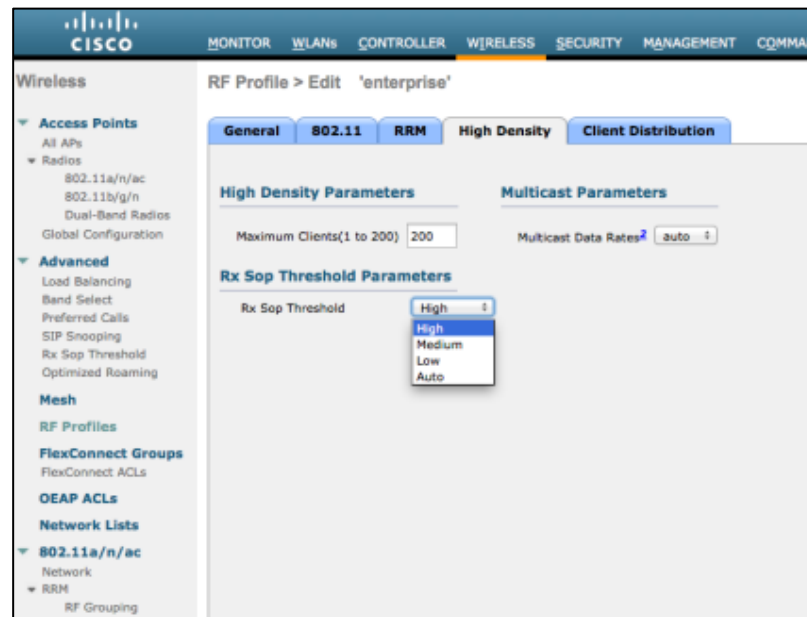 CISCO
MONITOR WLANs CONTROLLER WIRELESS SECURITY MANAGEMENT
Wireless
Access Points
All APs
Radios
802.11a/n/ac
802.11b/g/n
Dual-Band Radios
Global Configuration
Advanced
Load Balancing
Band Select
Preferred Calls
SIP Snooping
Rx Sop Threshold
Optimized Roaming
Mesh
RF Profiles
FlexConnect Groups
FlexConnect ACLs
OEAP ACLs
Network Lists
802.11a/n/ac
Network
RRM
RF Grouping
RF Profile > Edit 'enterprise'
General 802.11 RRM High Density Client Distribution
High Density Parameters
Maximum Clients(1 to 200) 200
Rx Sop Threshold Parameters
Rx Sop Threshold High
High
Medium
Low
Auto
Multicast Parameters
Multicast Data Rates2 auto